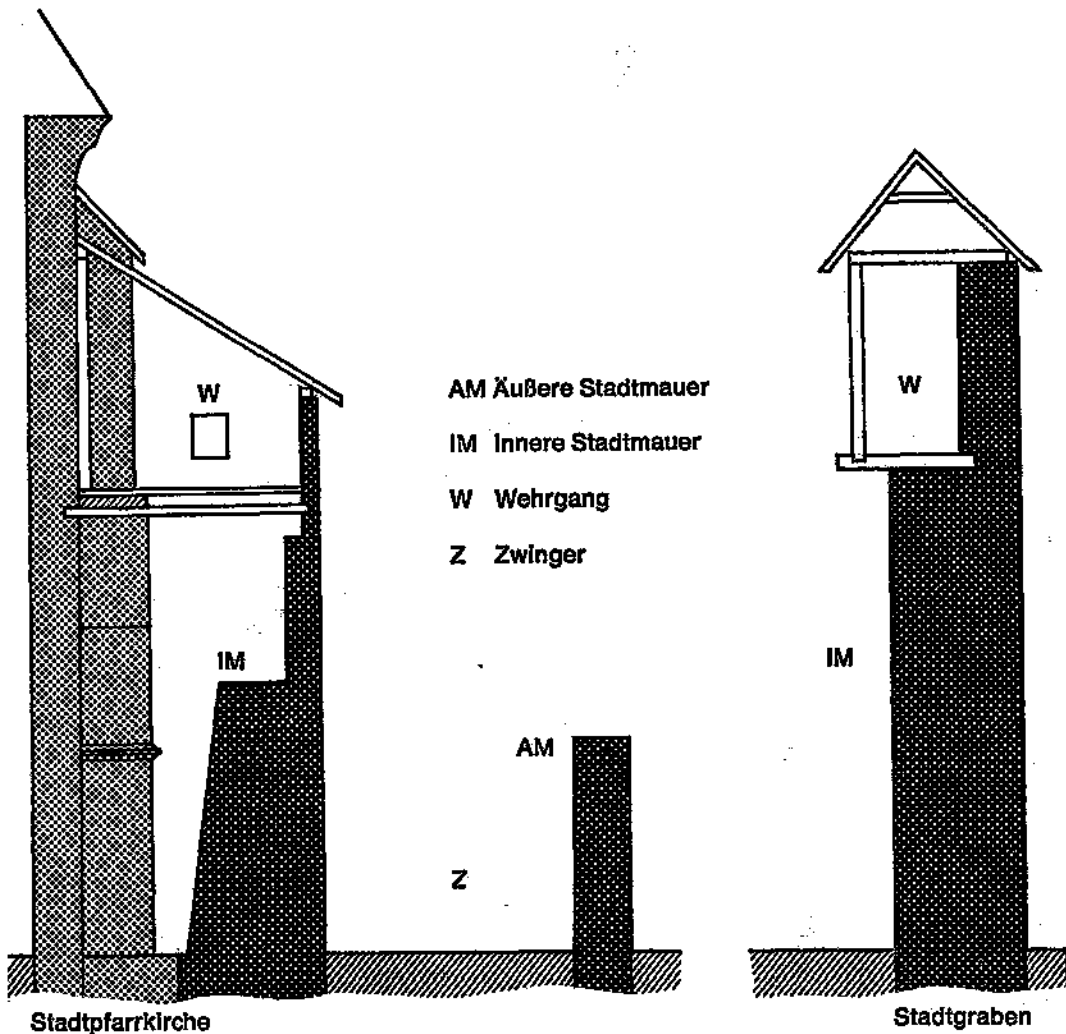 W
W
AM Äußere Stadtmauer
IM Innere Stadtmauer
W Wehrgang
Z Zwinger
IM
IM
AM
Z
Stadtpfarrkirche
Stadtgraben